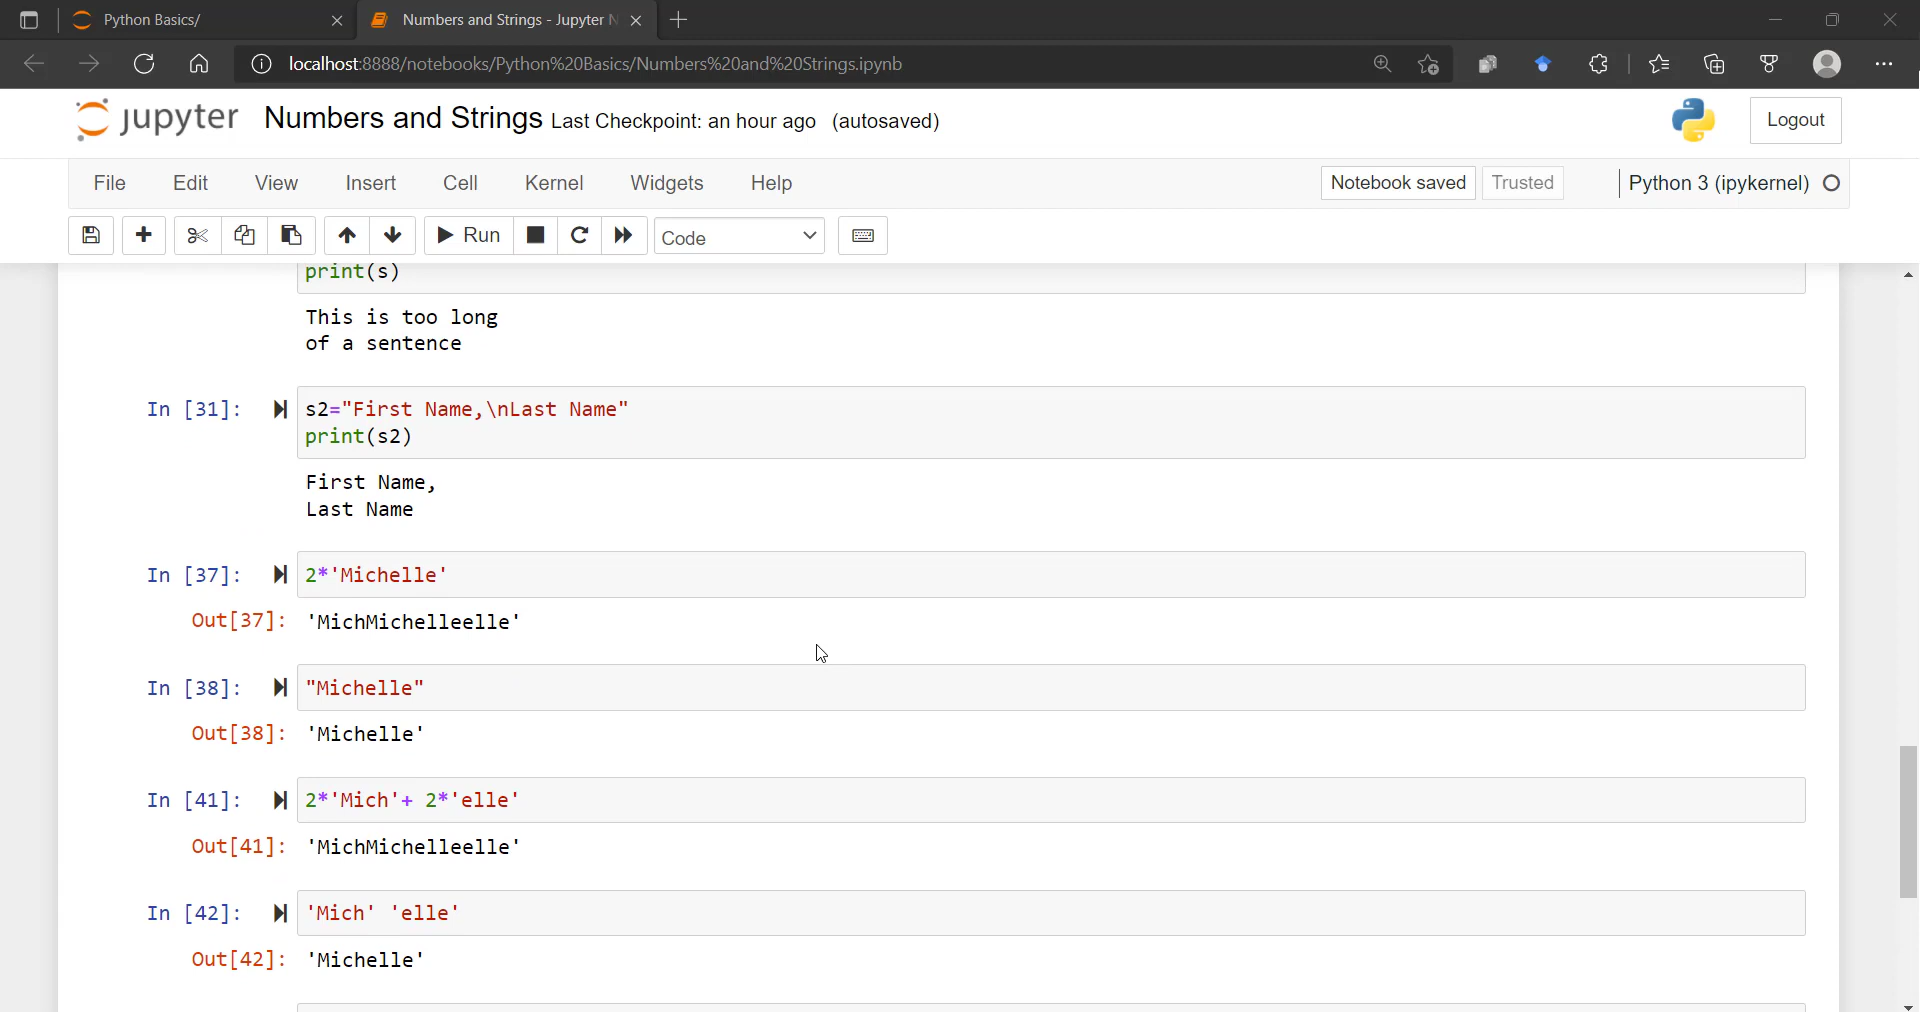 Python Basics/
Numbers and Strings - Jupyter N
localhost:8888/notebooks/Python%20Basics/Numbers%20and%20Strings.ipynb
jupyter Numbers and Strings Last Checkpoint: an hour ago (autosaved)
Logout
File Edit View Insert Cell Kernel Widgets Help
Notebook saved Trusted Python 3 (ipykernel)
Run Code
print(s)
This is too long
of a sentence
In [31]: s2="First Name,\nLast Name"
print(s2)
First Name,
Last Name
In [37]: 2*'Michelle'
Out[37]: 'MichMichelleelle'
In [38]: "Michelle"
Out[38]: 'Michelle'
In [41]: 2*'Mich'+ 2*'elle'
Out[41]: 'MichMichelleelle'
In [42]: 'Mich' 'elle'
Out[42]: 'Michelle'